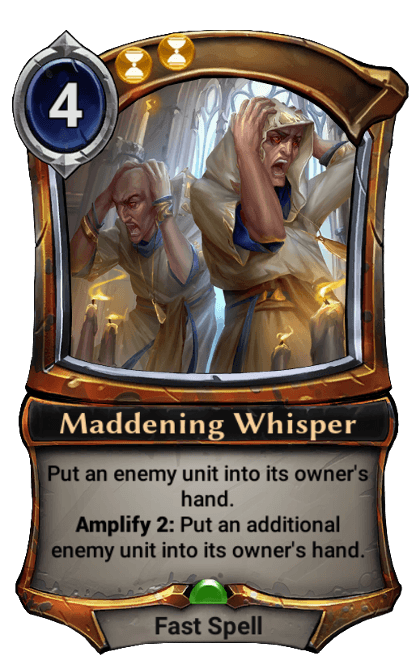 4
Maddening Whisper
Put an enemy unit into its owner's
hand.
Amplify 2: Put an additional
enemy unit into its owner's hand.
Fast Spell